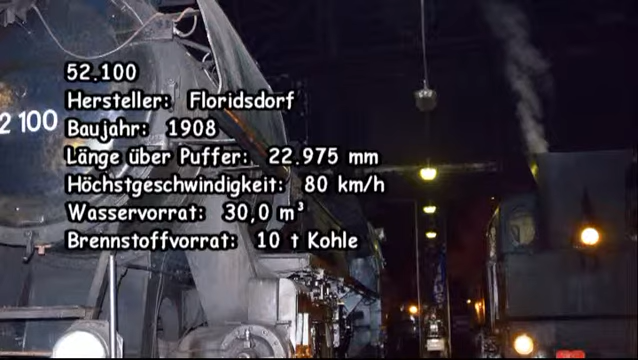 52.100
Hersteller: Floridsdorf
2 100
Baujahr: 1908
Länge über Puffer: 22.975 mm
Höchstgeschwindigkeit: 80 km/h
Wasservorrat: 30,0 m³
Brennstoffvorrat: 10 t Kohle